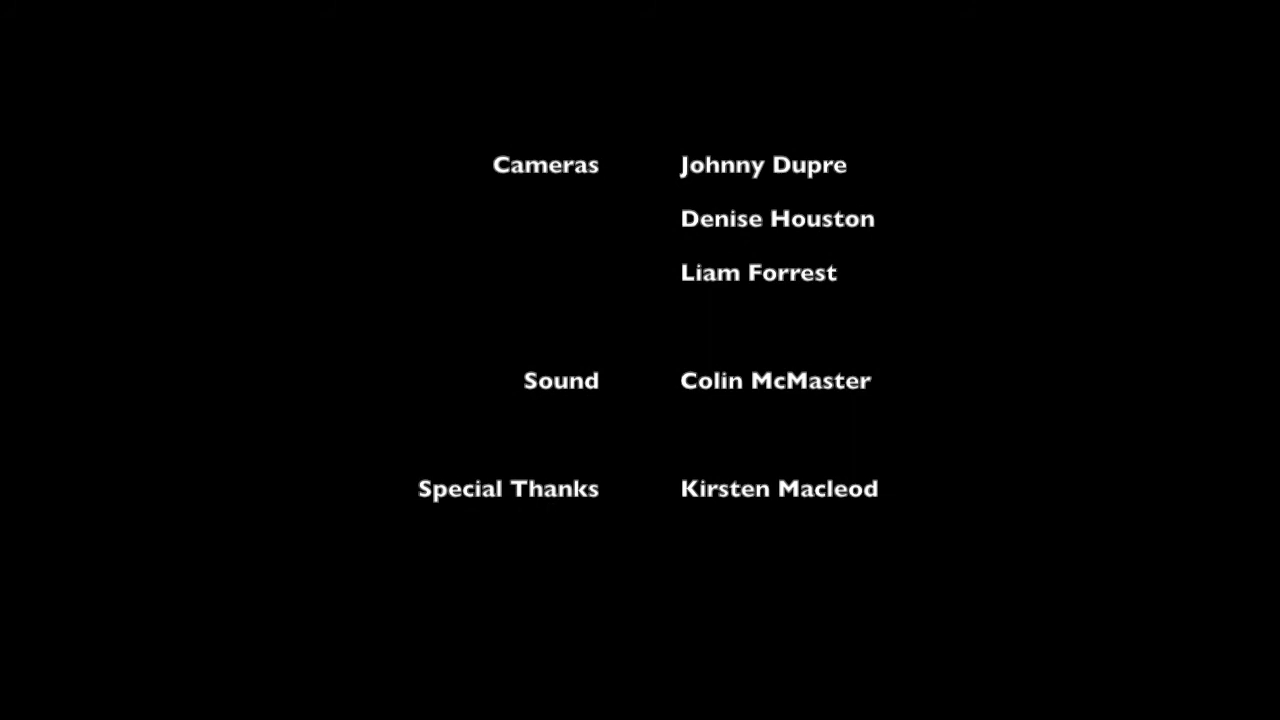 Cameras Johnny Dupre
Denise Houston
Liam Forrest
Sound Colin McMaster
Special Thanks Kirsten Macleod